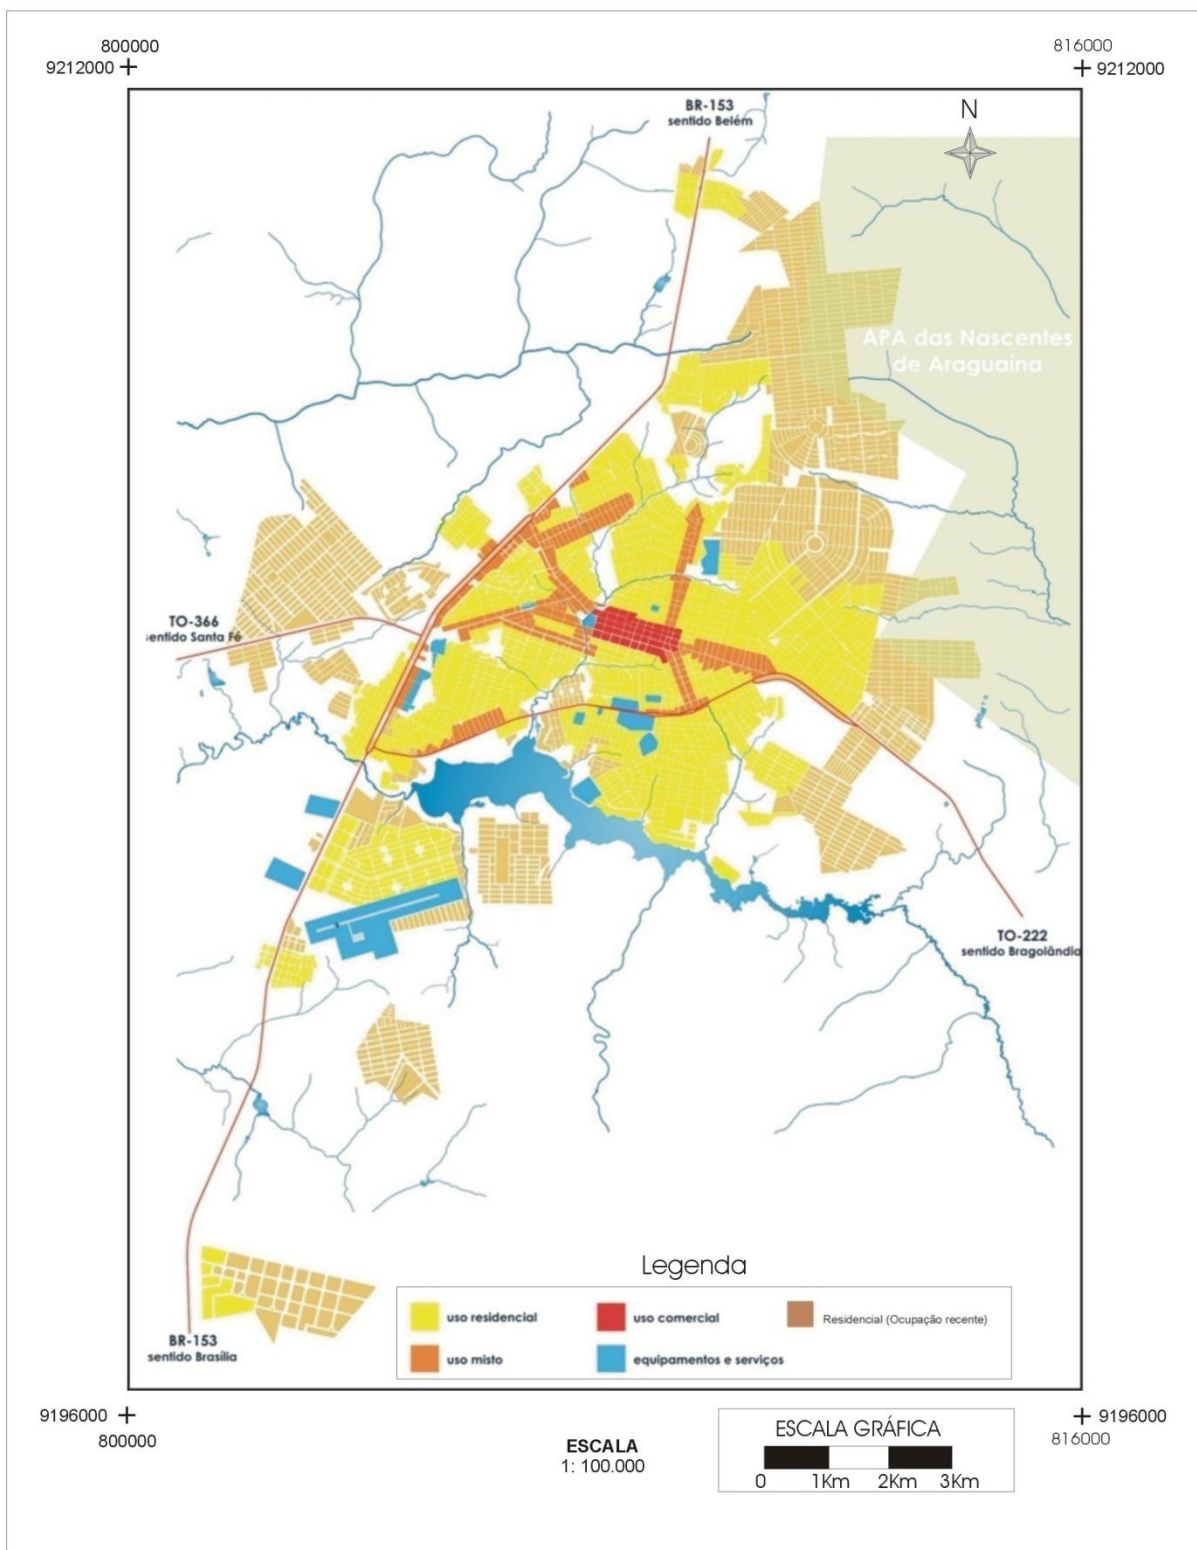 800000
816000
9212000
9212000
BR-153
sentido Belém
N
APA das Nascentes
de Araguaína
TO-366
sentido Santa Fé
TO-222
sentido Bragolândia
BR-153
sentido Brasília
Legenda
uso residencial
uso comercial
Residencial (Ocupação recente)
uso misto
equipamentos e serviços
9196000
9196000
800000
816000
ESCALA
1: 100.000
ESCALA GRÁFICA
0 1Km 2Km 3Km